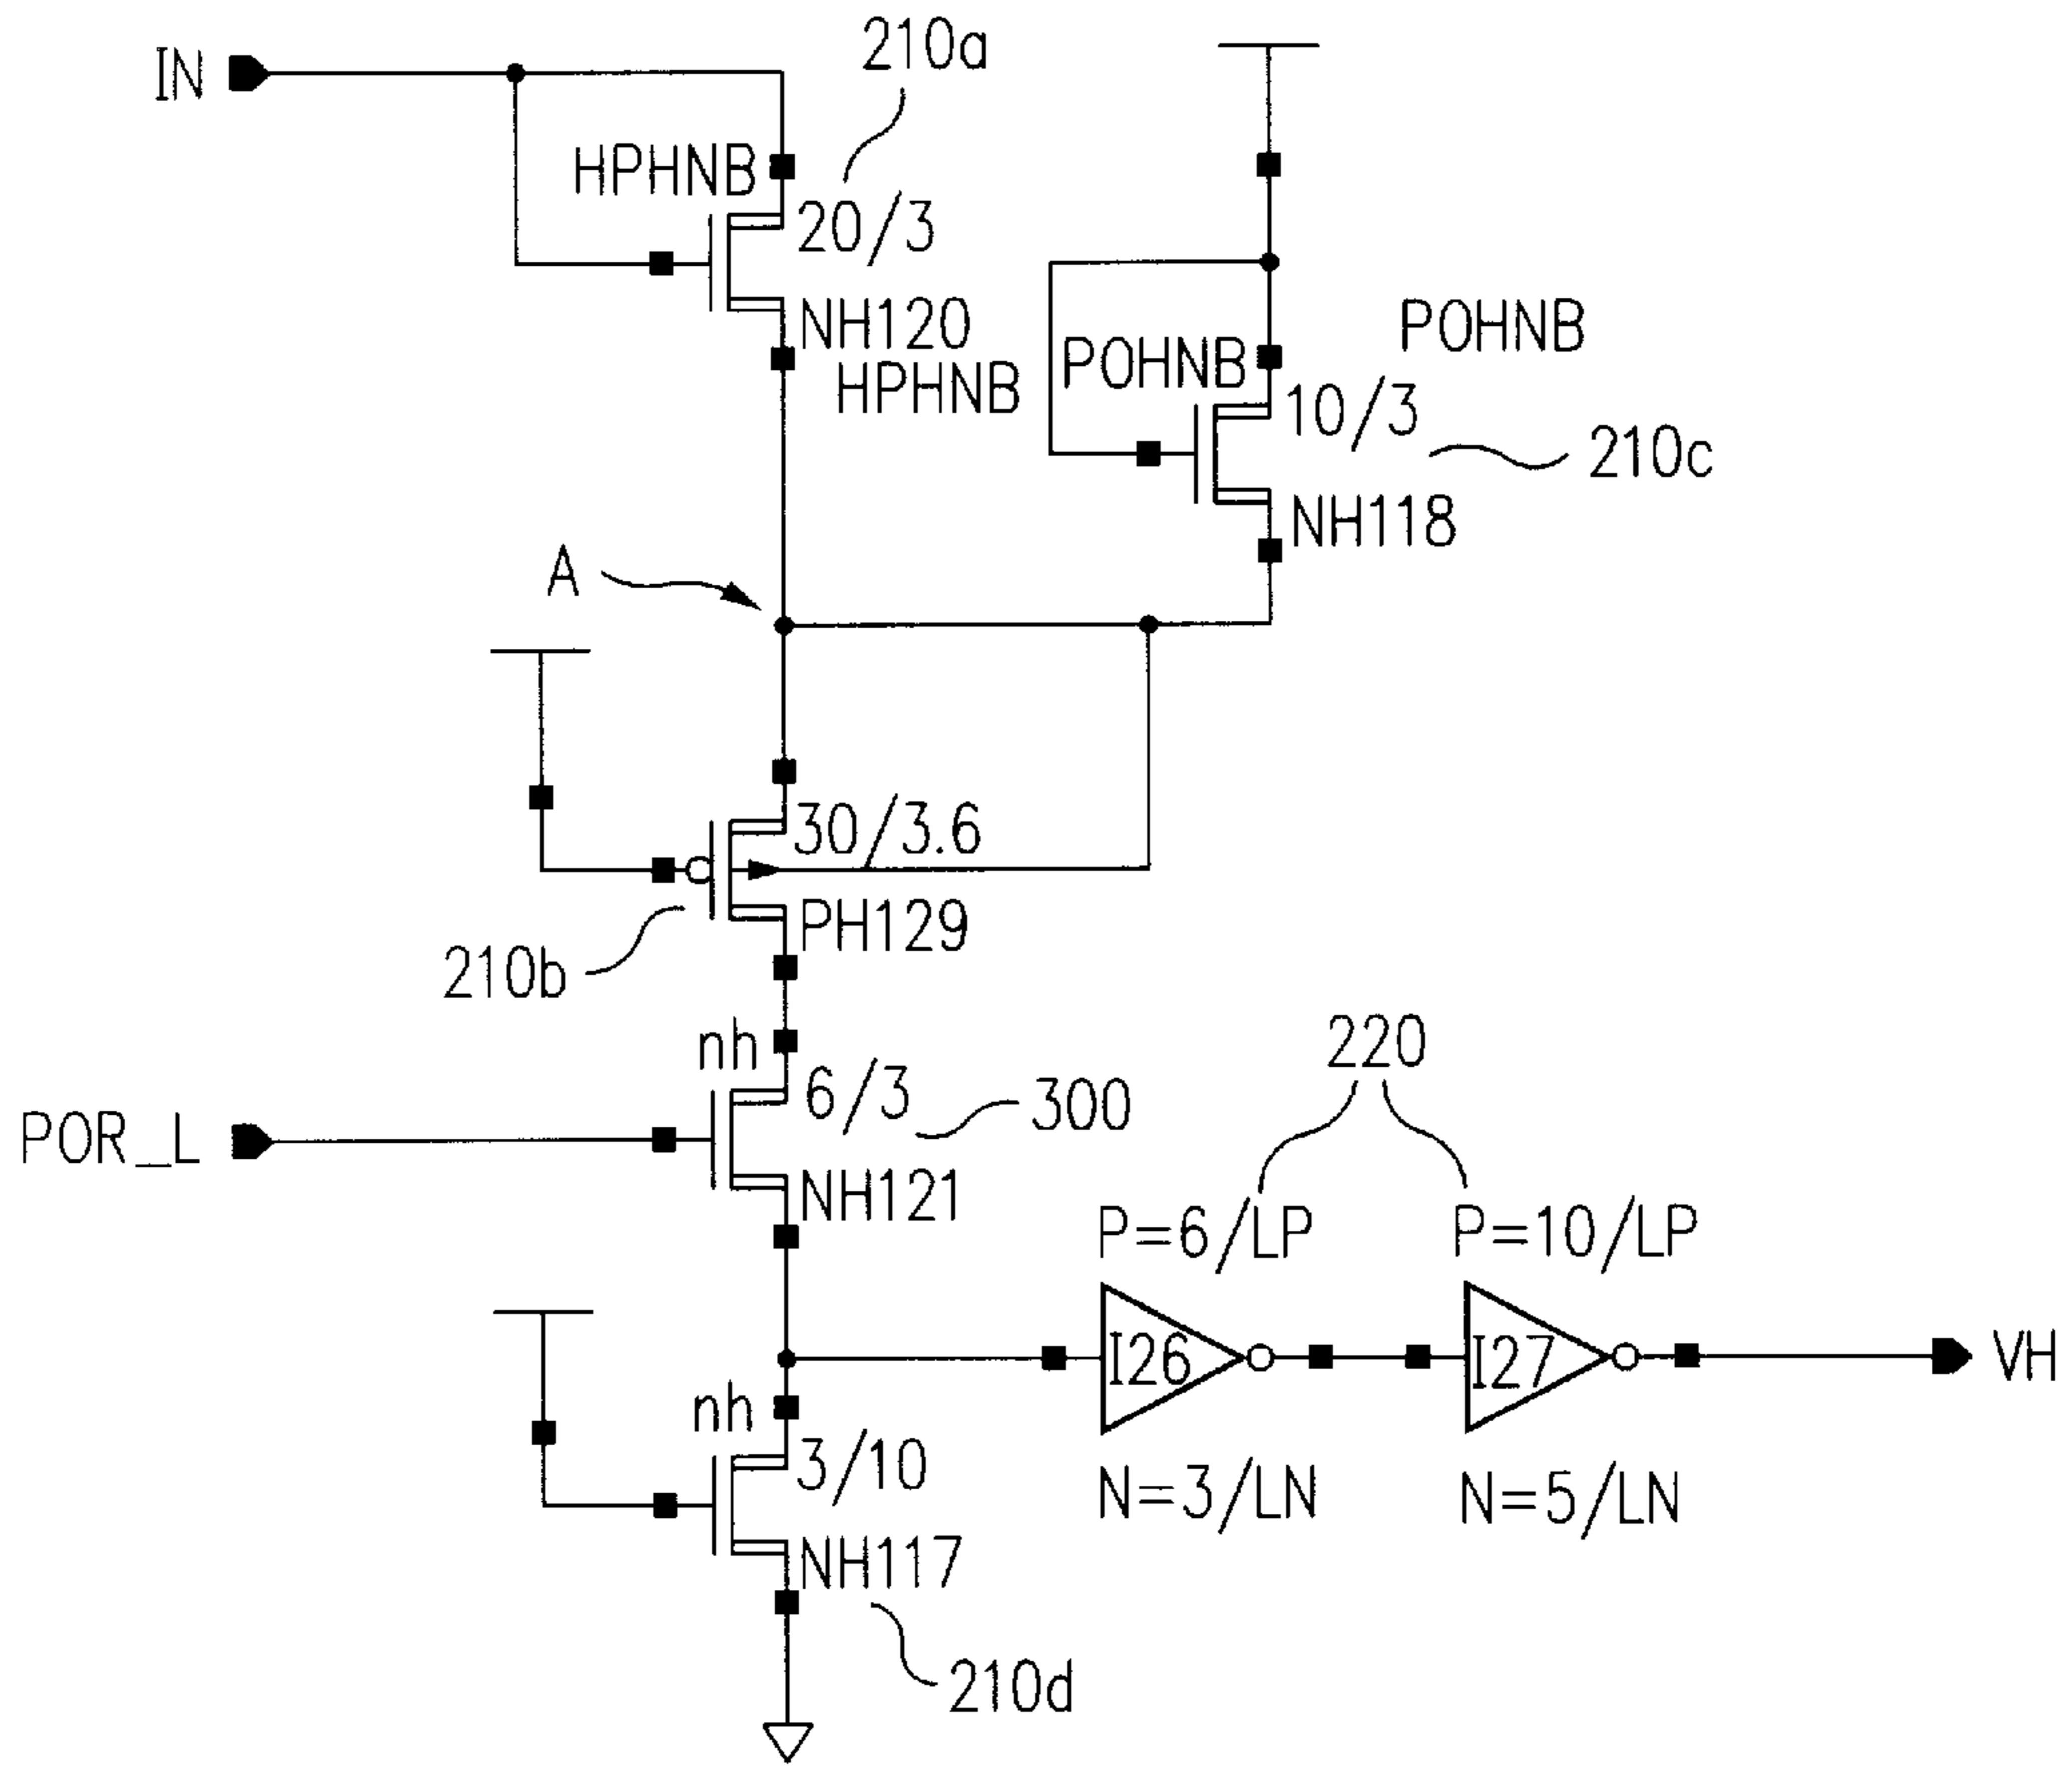 210a
IN
HPHNB
20/3
NH120
HPHNB
POHNB
POHNB
10/3
210c
NH118
A
30/3.6
PH129
210b
nh
6/3
300
220
POR_L
NH121
P=6/LP
P=10/LP
I26
I27
VH
nh
3/10
N=3/LN
N=5/LN
NH117
210d